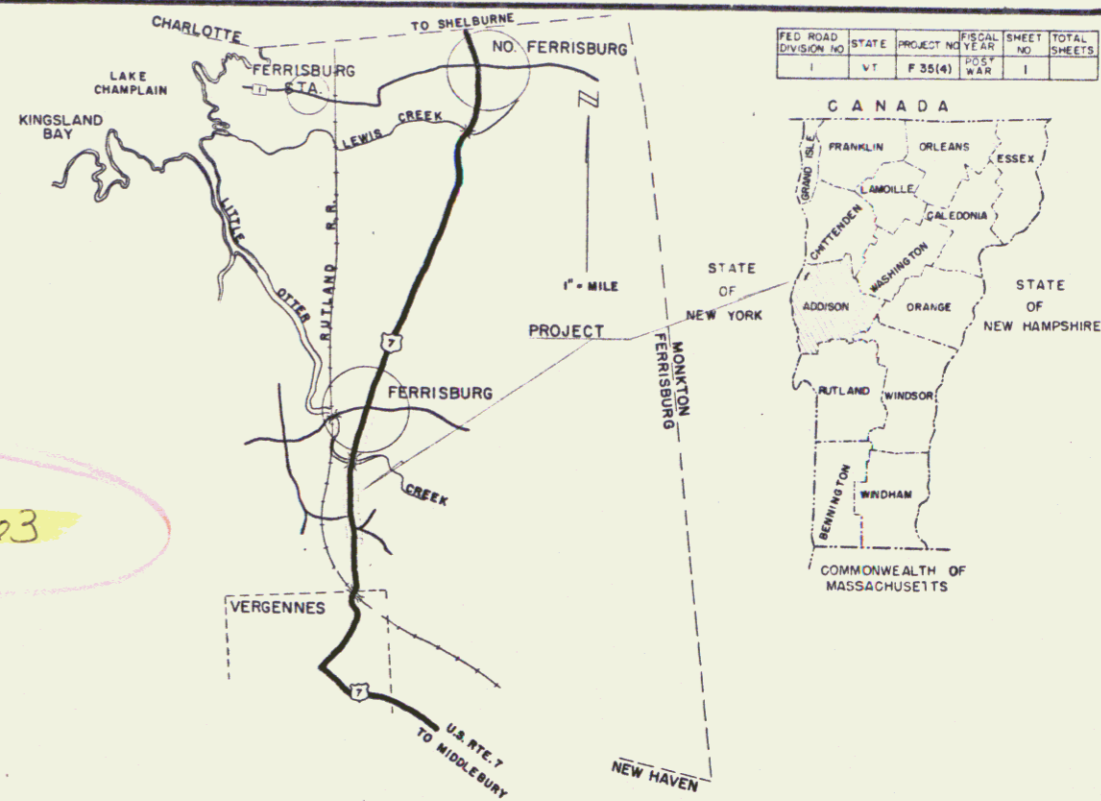 TO SHELBURNE
CHARLOTTE
NO. FERRISBURG
FERRISBURG
STA.
LAKE
CHAMPLAIN
KINGSLAND
BAY
1
LEWIS CREEK
LITTLE
OTTER
RUTLAND R.R.
1" = MILE
7
PROJECT
MONKTON
FERRISBURG
FERRISBURG
CREEK
VERGENNES
7
U.S. RTE. 7
TO MIDDLEBURY
NEW HAVEN
FED ROAD DIVISION NO STATE PROJECT NO FISCAL YEAR SHEET NO TOTAL SHEETS
1 VT F 35(4) POST WAR 1
CANADA
GRAND ISLE
FRANKLIN
ORLEANS
ESSEX
LAMOILLE
CHITTENDEN
CALEDONIA
WASHINGTON
STATE
OF
NEW YORK
ADDISON
ORANGE
STATE
OF
NEW HAMPSHIRE
RUTLAND
WINDSOR
BENNINGTON
WINDHAM
COMMONWEALTH OF
MASSACHUSETTS